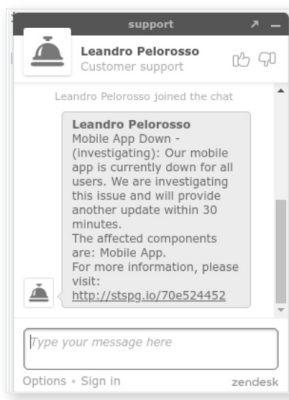 support
Leandro Pelorosso
Customer support
Leandro Pelorosso joined the chat
Leandro Pelorosso
Mobile App Down -
(investigating): Our mobile
app is currently down for all
users. We are investigating
this issue and will provide
another update within 30
minutes.
The affected components
are: Mobile App.
For more information, please
visit:
http://stspg.io/70e524452
Type your message here
Options • Sign in
zendesk